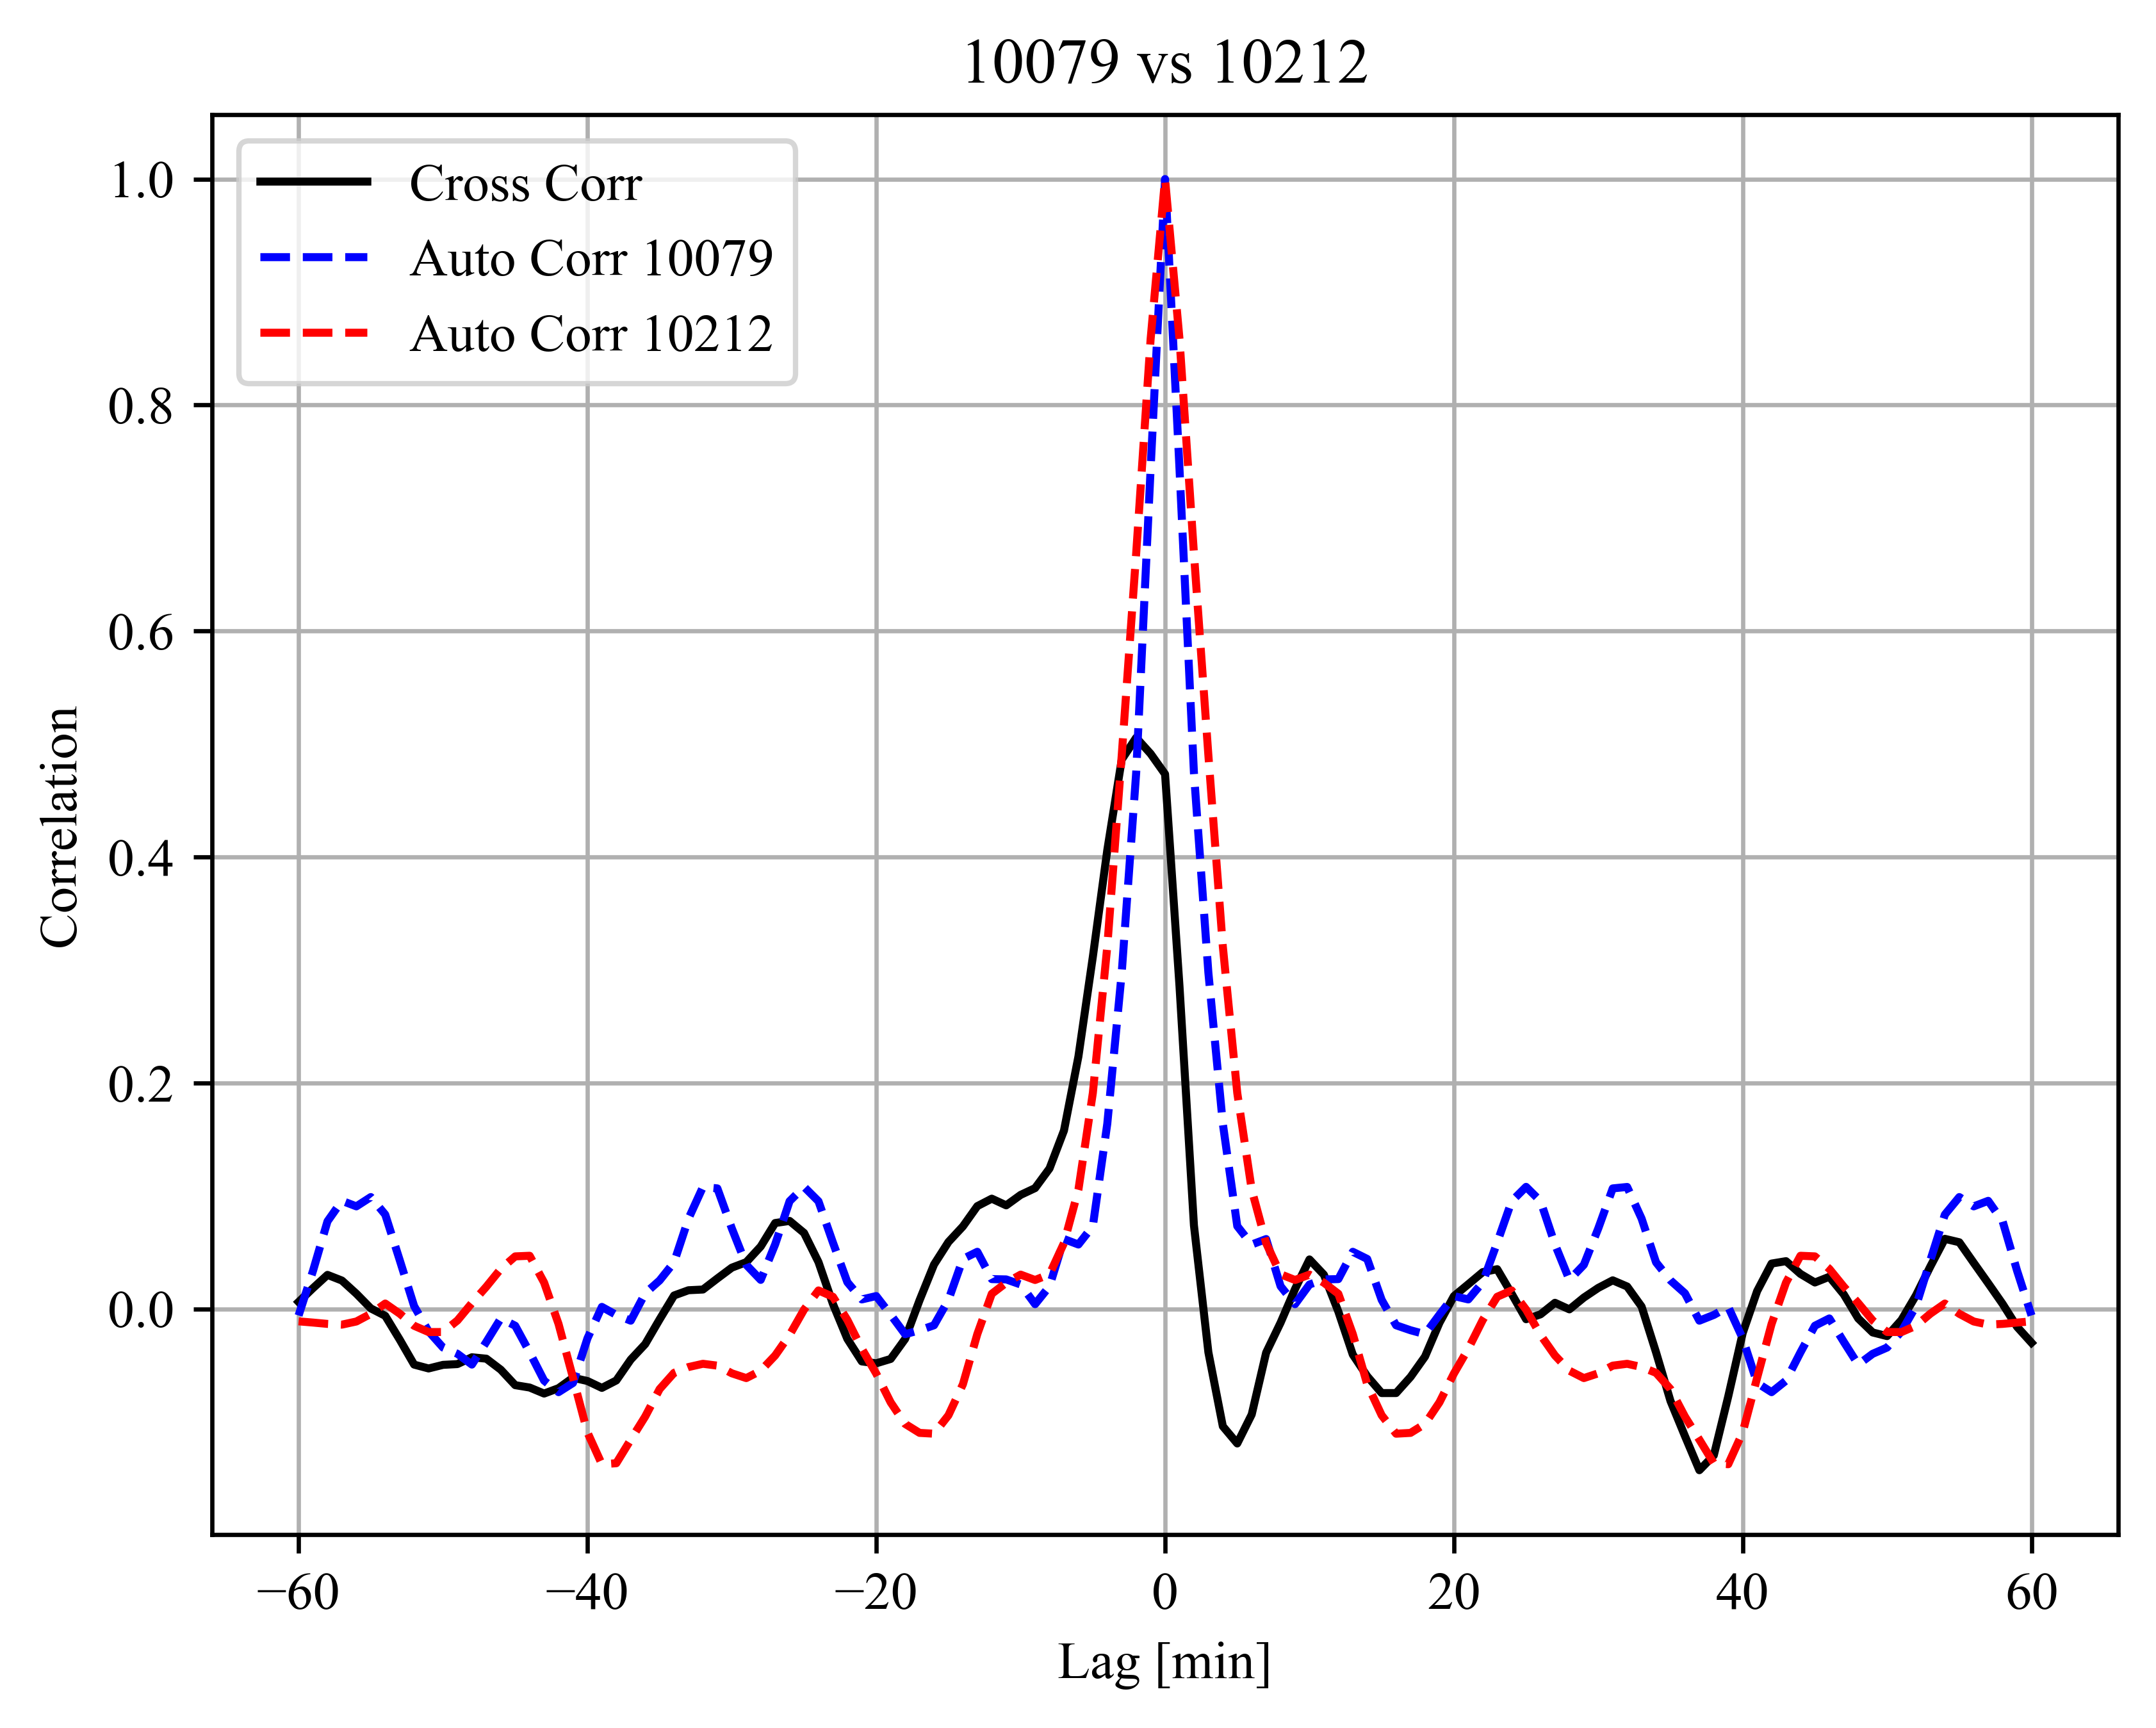 10079 vs 10212
Cross Corr
Auto Corr 10079
Auto Corr 10212
1.0
0.8
0.6
0.4
0.2
0.0
Correlation
−60 −40 −20 0 20 40 60
Lag [min]